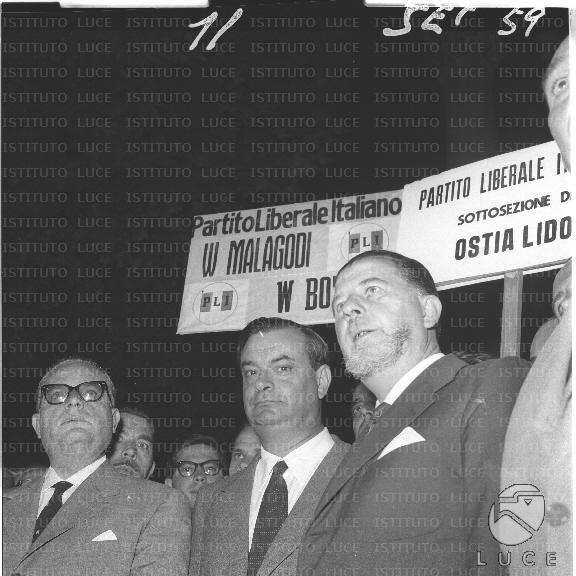 11 SET 59
Partito Liberale Italiano
W MALAGODI
PLI
PLI
W BO
PARTITO LIBERALE I
SOTTOSEZIONE D
OSTIA LIDO
ISTITUTO LUCE
LUCE